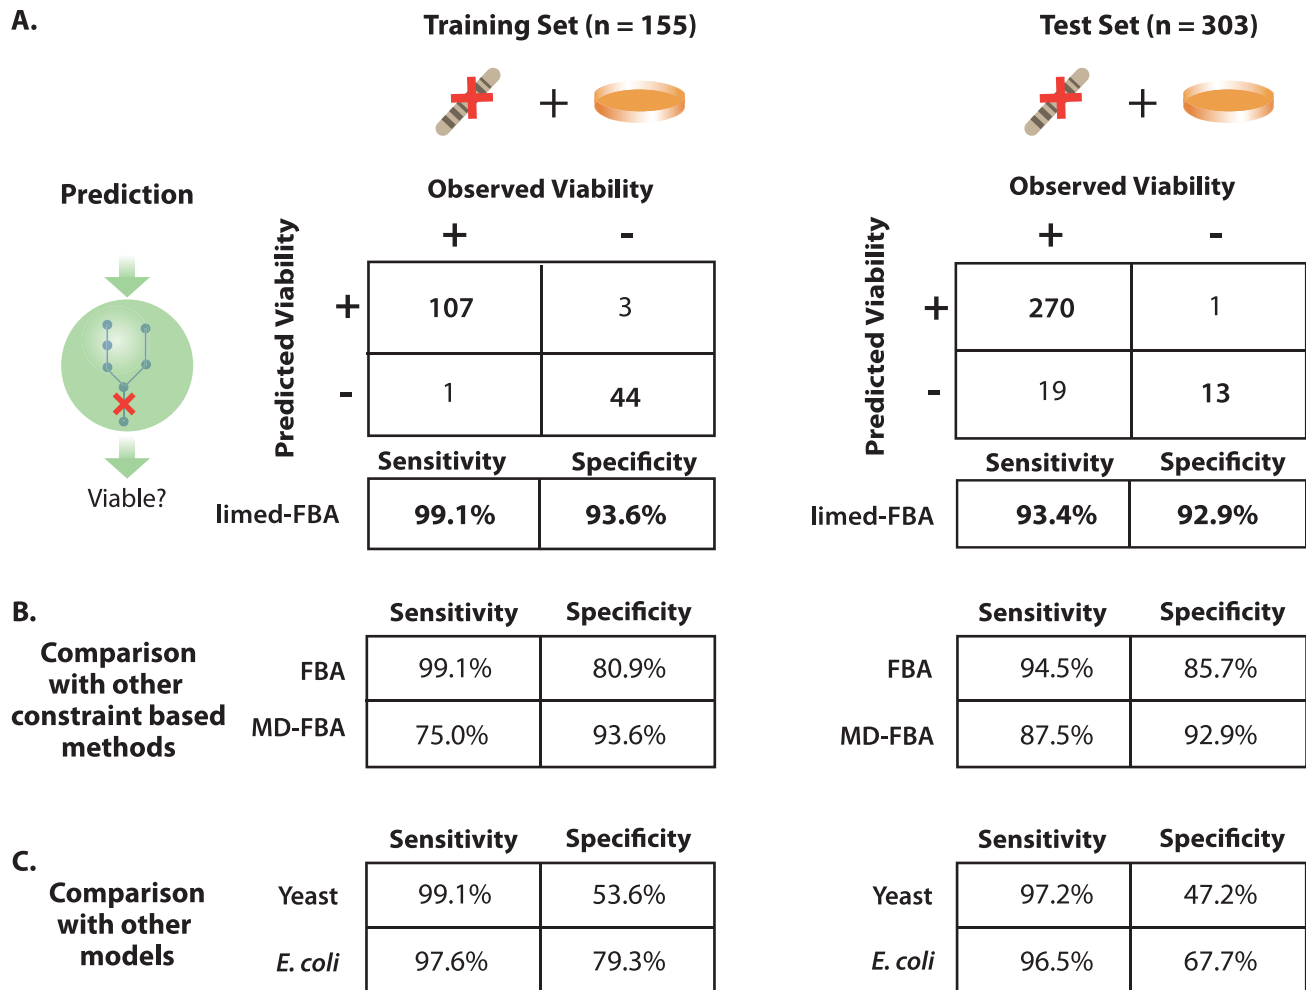 A.
Training Set (n = 155)
Test Set (n = 303)
+
+
Prediction
Viable?
Observed Viability
+ -
Predicted Viability
+ 107 3
- 1 44
Sensitivity Specificity
limed-FBA 99.1% 93.6%
Observed Viability
+ -
Predicted Viability
+ 270 1
- 19 13
Sensitivity Specificity
limed-FBA 93.4% 92.9%
B.
Comparison
with other
constraint based
methods
Sensitivity Specificity
FBA 99.1% 80.9%
MD-FBA 75.0% 93.6%
Sensitivity Specificity
FBA 94.5% 85.7%
MD-FBA 87.5% 92.9%
C.
Comparison
with other
models
Sensitivity Specificity
Yeast 99.1% 53.6%
E. coli 97.6% 79.3%
Sensitivity Specificity
Yeast 97.2% 47.2%
E. coli 96.5% 67.7%